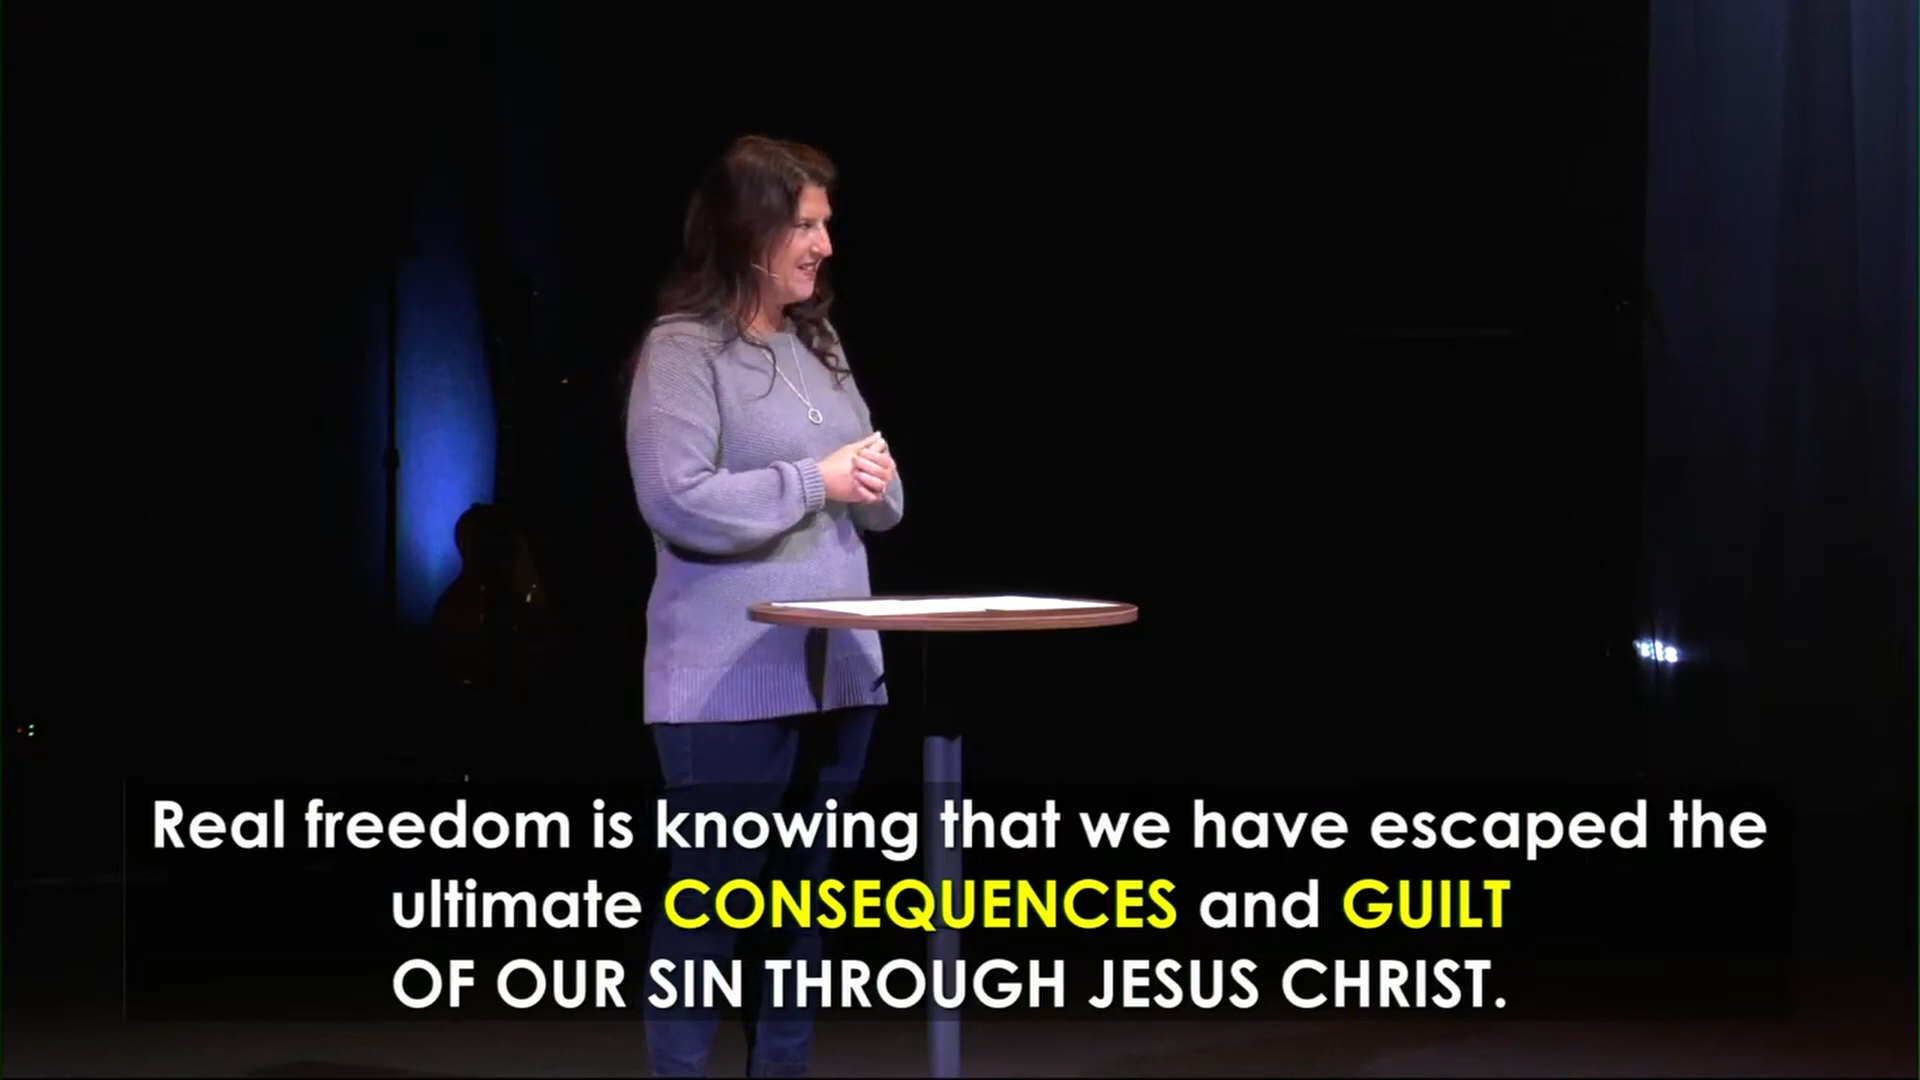 Real freedom is knowing that we have escaped the
ultimate CONSEQUENCES and GUILT
OF OUR SIN THROUGH JESUS CHRIST.